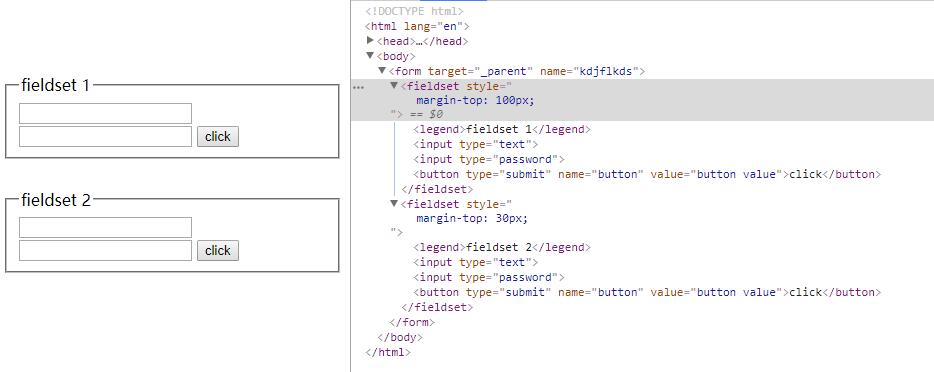 fieldset 1
click
fieldset 2
click
<!DOCTYPE html>
<html lang="en">
▶<head>…</head>
▼<body>
▼<form target="_parent" name="kdjflkds">
… ▼<fieldset style="
margin-top: 100px;
"> == $0
<legend>fieldset 1</legend>
<input type="text">
<input type="password">
<button type="submit" name="button" value="button value">click</button>
</fieldset>
▼<fieldset style="
margin-top: 30px;
">
<legend>fieldset 2</legend>
<input type="text">
<input type="password">
<button type="submit" name="button" value="button value">click</button>
</fieldset>
</form>
</body>
</html>